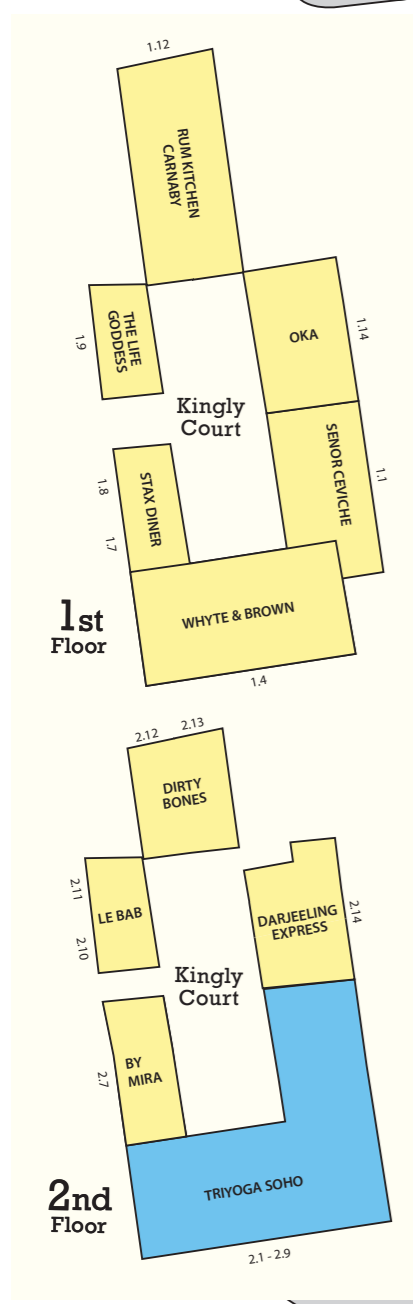 1.12
RUM KITCHEN
CARNABY
THE LIFE
GODDESS
1.9
OKA
1.14
Kingly
Court
STAX DINER
1.8
1.7
SENOR CEVICHE
1.1
WHYTE & BROWN
1.4
1st
Floor
2.12
2.13
DIRTY
BONES
2.11
LE BAB
2.10
DARJEELING
EXPRESS
2.14
Kingly
Court
BY
MIRA
2.7
TRIYOGA SOHO
2.1 - 2.9
2nd
Floor